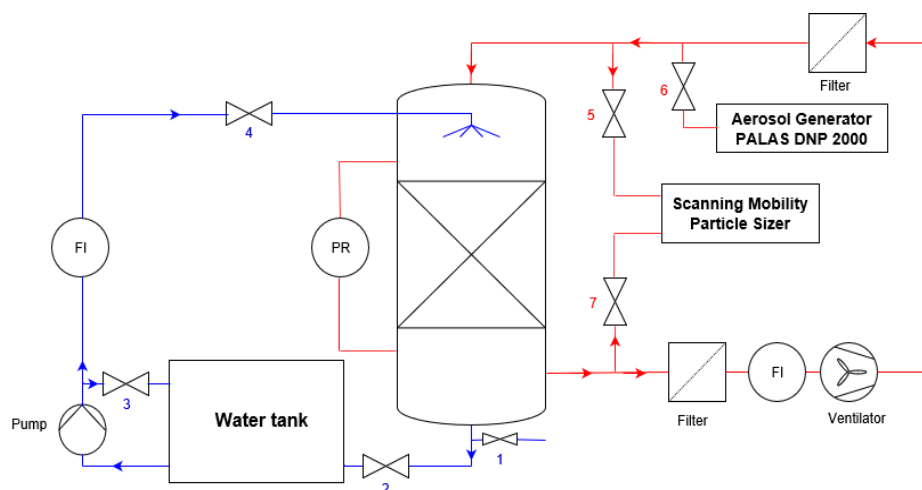 Filter
6
5
Aerosol Generator
PALAS DNP 2000
4
Scanning Mobility
Particle Sizer
FI
PR
7
3
Water tank
FI
Pump
Filter
Ventilator
1
2